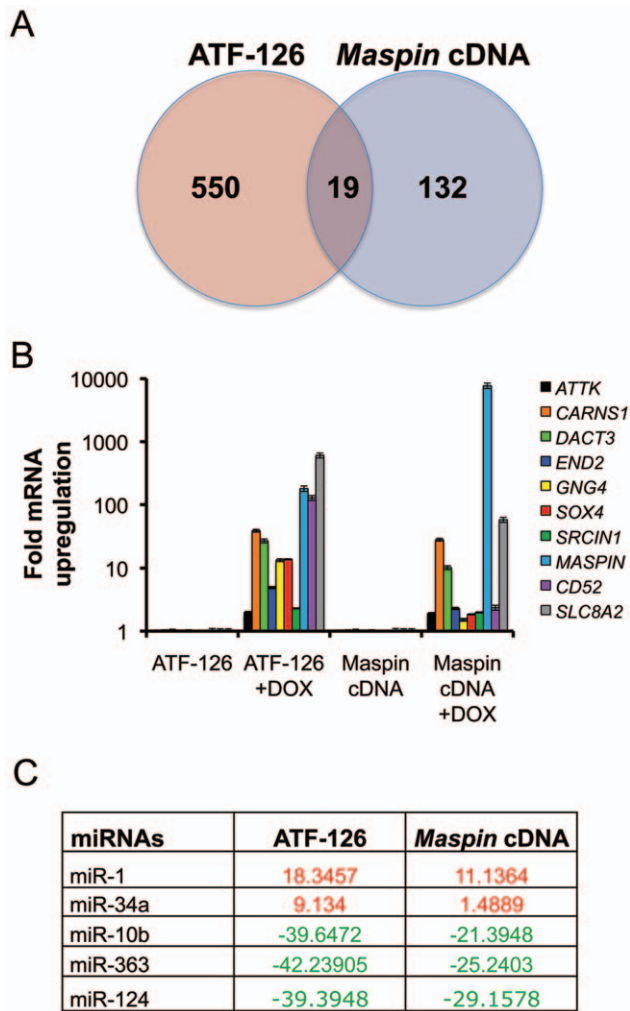 A
ATF-126 Maspin cDNA
550 19 132
B
Fold mRNA
upregulation
10000
1000
100
10
1
ATF-126
ATF-126
+DOX
Maspin
cDNA
Maspin
cDNA
+DOX
ATTK
CARNS1
DACT3
END2
GNG4
SOX4
SRCIN1
MASPIN
CD52
SLC8A2
C
miRNAs ATF-126 Maspin cDNA
miR-1 18.3457 11.1364
miR-34a 9.134 1.4889
miR-10b -39.6472 -21.3948
miR-363 -42.23905 -25.2403
miR-124 -39.3948 -29.1578